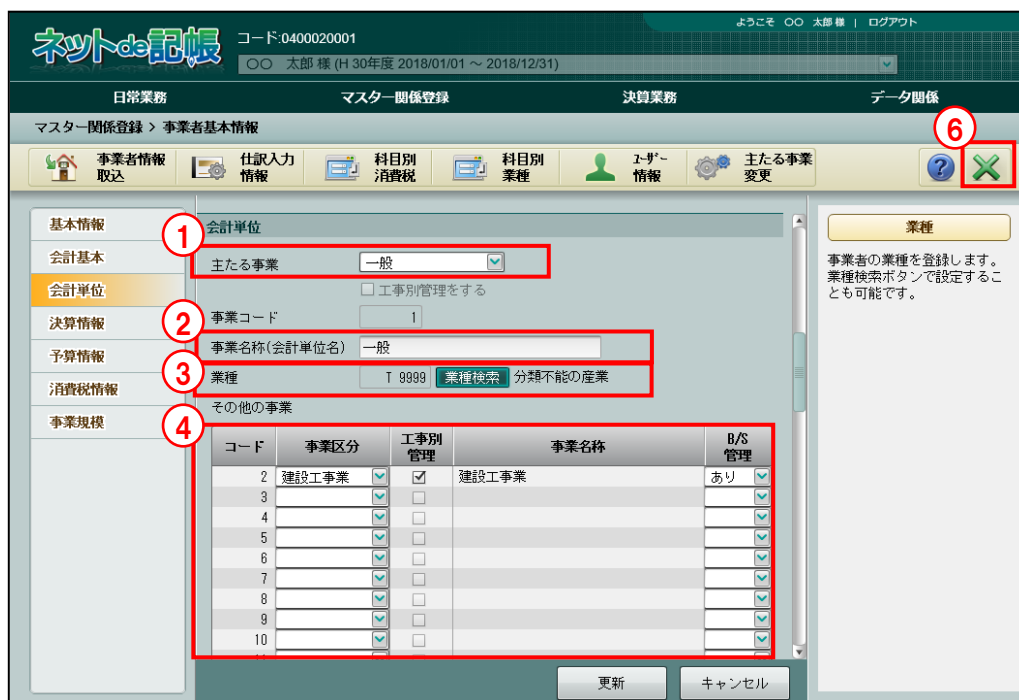 ようこそ 〇〇 太郎 様 | ログアウト
ネットde記帳
コード:0400020001
〇〇 太郎 様 (H 30年度 2018/01/01 ～ 2018/12/31)
日常業務 マスター関係登録 決算業務 データ関係
マスター関係登録 > 事業者基本情報
⑥
事業者情報取込 仕訳入力情報 科目別消費税 科目別業種 ユーザー情報 主たる事業変更 ?
基本情報
会計基本
会計単位
決算情報
予算情報
消費税情報
事業規模
会計単位
①
主たる事業 一般
工事別管理をする
事業コード 1
②
事業名称(会計単位名) 一般
③
業種 T 9999 業種検索 分類不能の産業
その他の事業
④
コード 事業区分 工事別管理 事業名称 B/S管理
2 建設工事業 建設工事業 あり
3
4
5
6
7
8
9
10
更新 キャンセル
業種
事業者の業種を登録します。
業種検索ボタンで設定するこ
とも可能です。